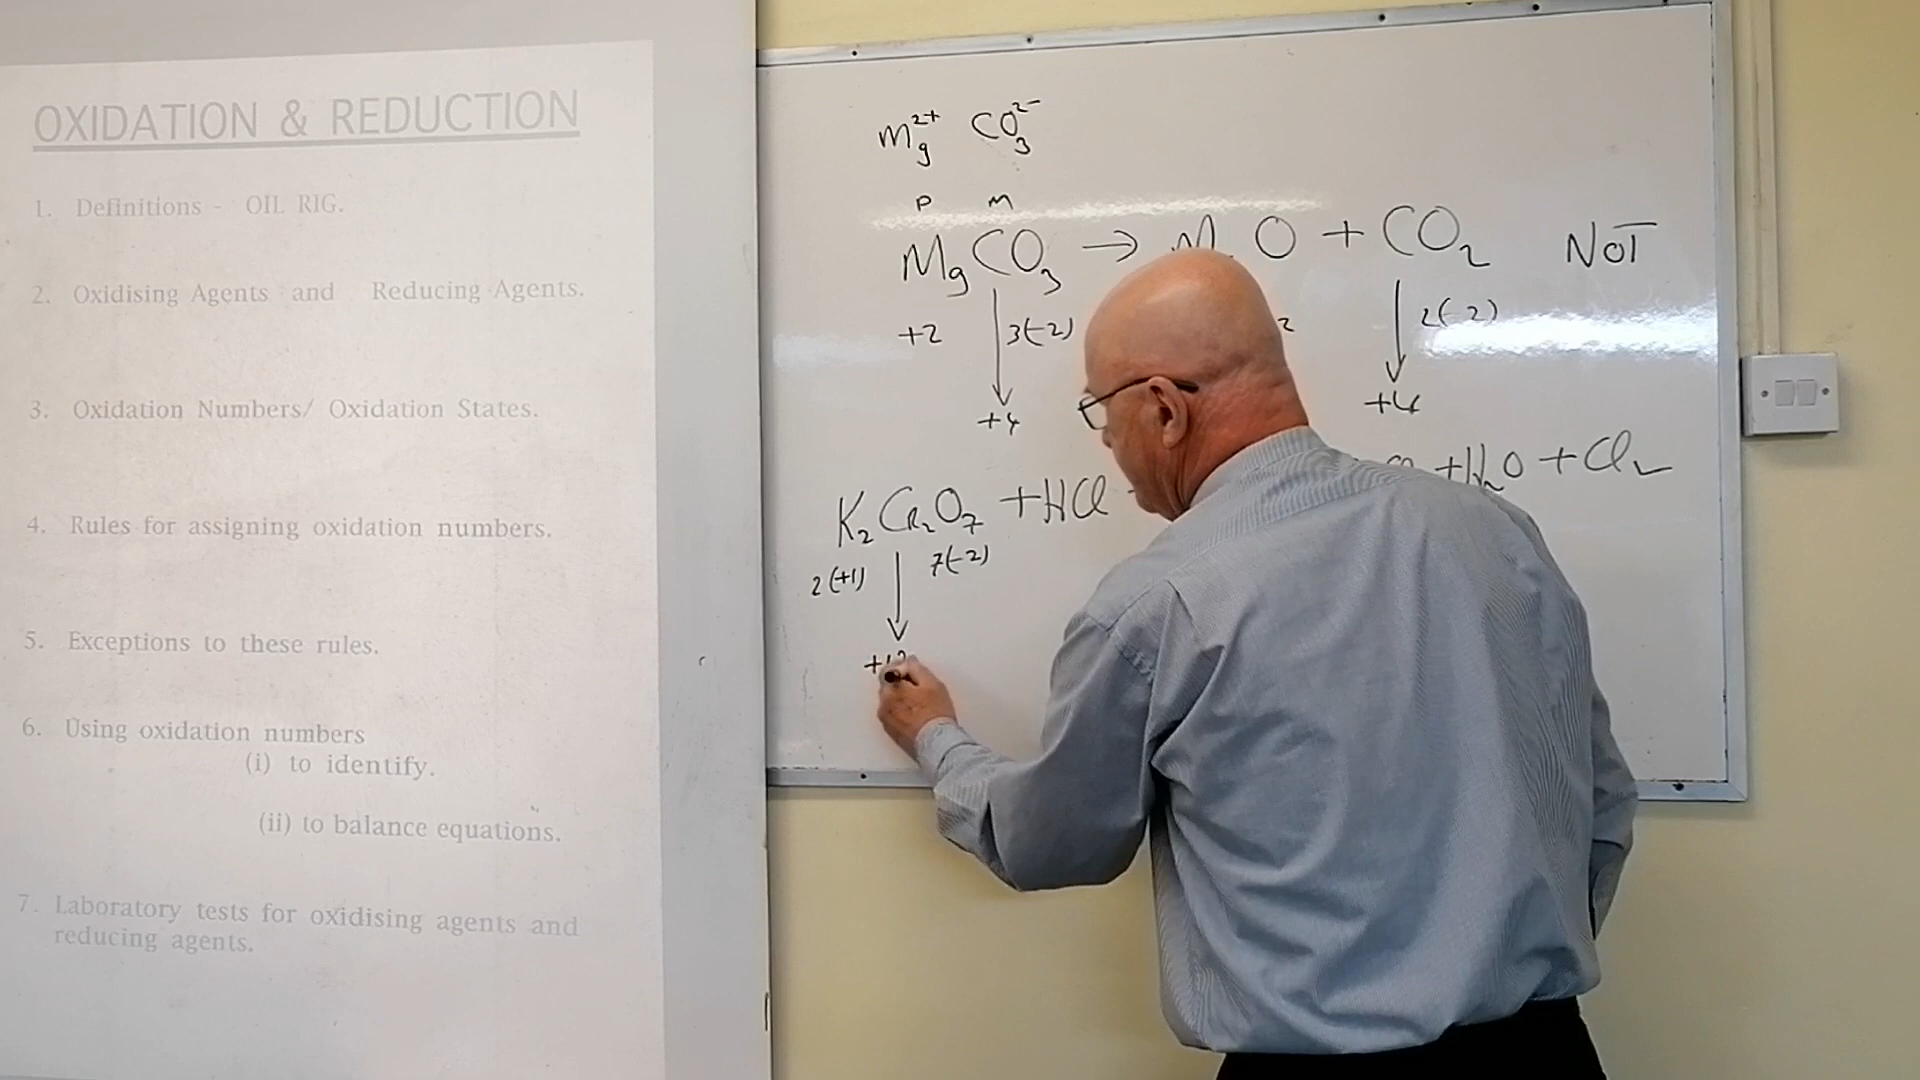 OXIDATION & REDUCTION
1. Definitions - OIL RIG.
2. Oxidising Agents and Reducing Agents.
3. Oxidation Numbers/ Oxidation States.
4. Rules for assigning oxidation numbers.
5. Exceptions to these rules.
6. Using oxidation numbers
(i) to identify.
(ii) to balance equations.
7. Laboratory tests for oxidising agents and
reducing agents.
Mg²⁺ CO₃²⁻
P M
MgCO₃ → M O + CO₂ NOT
+2 3(-2) 2 2(-2)
+4 +4
K₂Cr₂O₇ + HCl + H₂O + Cl₂
2(+1) 7(-2)
+12